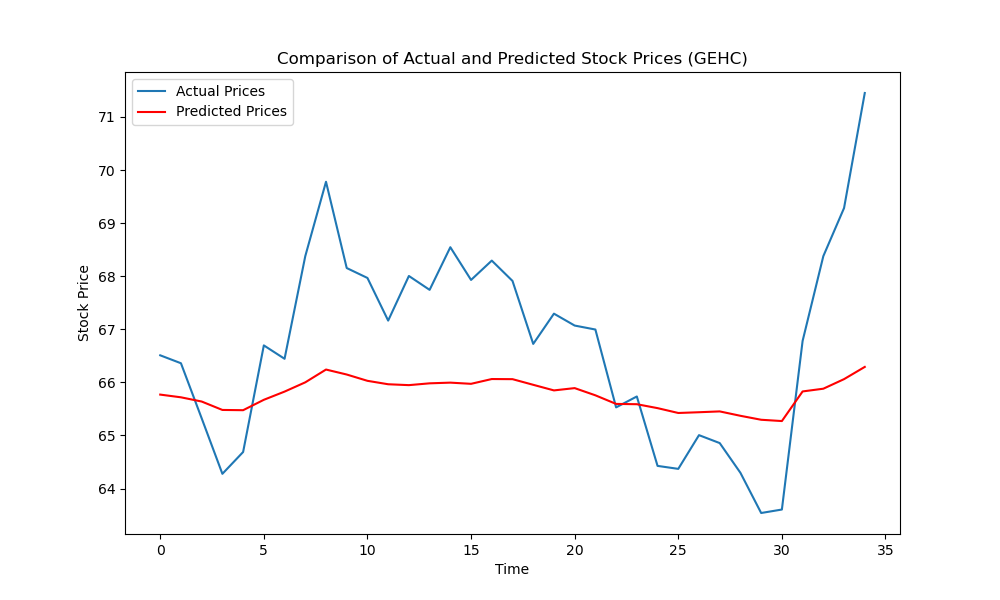 Comparison of Actual and Predicted Stock Prices (GEHC)
Actual Prices
Predicted Prices
71
70
69
68
67
66
65
64
Stock Price
0 5 10 15 20 25 30 35
Time